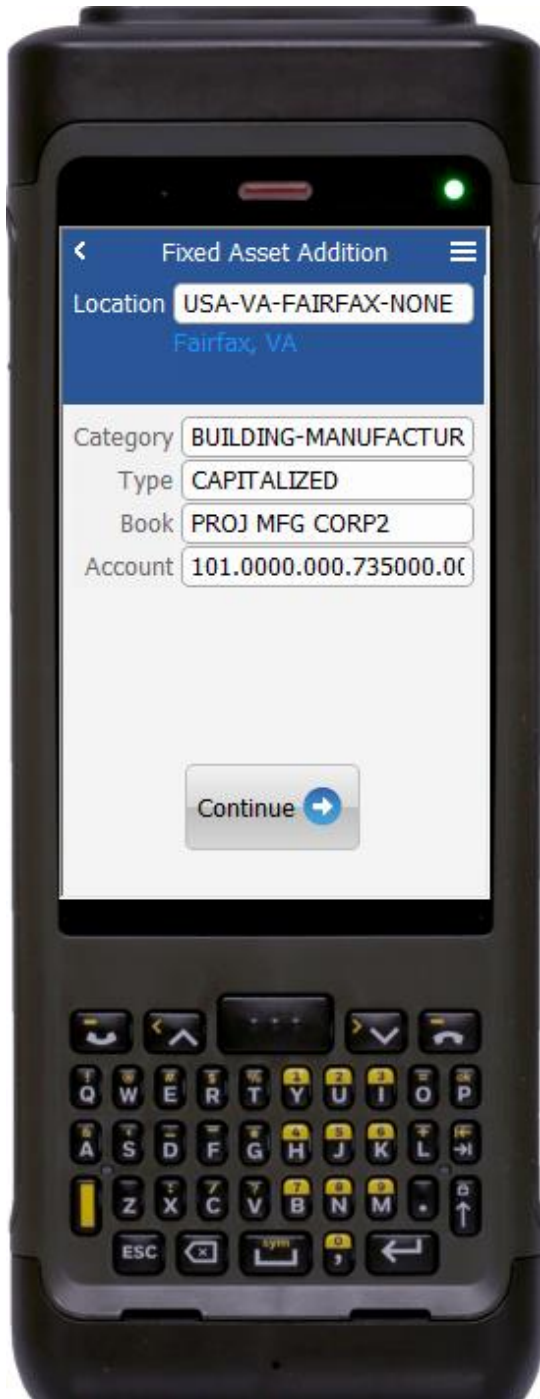 Fixed Asset Addition
Location USA-VA-FAIRFAX-NONE
Fairfax, VA
Category BUILDING-MANUFACTUR
Type CAPITALIZED
Book PROJ MFG CORP2
Account 101.0000.000.735000.0(
Continue
Q W E R T Y U I O P
A S D F G H J K L
Z X C V B N M .
ESC sym ,